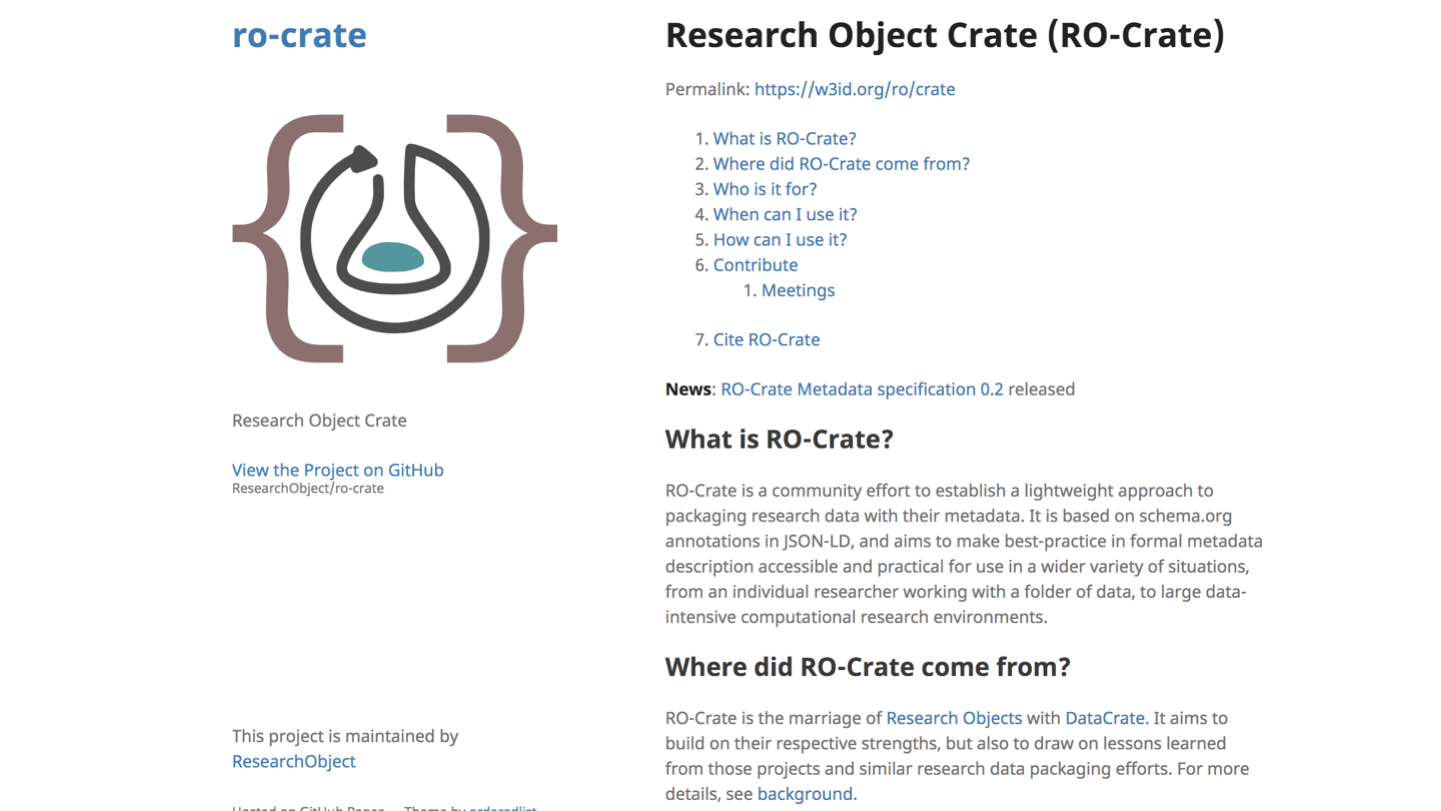 ro-crate
Research Object Crate
View the Project on GitHub
ResearchObject/ro-crate
This project is maintained by
ResearchObject
Hosted on GitHub Pages — Theme by orderedlist
Research Object Crate (RO-Crate)
Permalink: https://w3id.org/ro/crate
1. What is RO-Crate?
2. Where did RO-Crate come from?
3. Who is it for?
4. When can I use it?
5. How can I use it?
6. Contribute
1. Meetings
7. Cite RO-Crate
News: RO-Crate Metadata specification 0.2 released
What is RO-Crate?
RO-Crate is a community effort to establish a lightweight approach to
packaging research data with their metadata. It is based on schema.org
annotations in JSON-LD, and aims to make best-practice in formal metadata
description accessible and practical for use in a wider variety of situations,
from an individual researcher working with a folder of data, to large data-
intensive computational research environments.
Where did RO-Crate come from?
RO-Crate is the marriage of Research Objects with DataCrate. It aims to
build on their respective strengths, but also to draw on lessons learned
from those projects and similar research data packaging efforts. For more
details, see background.